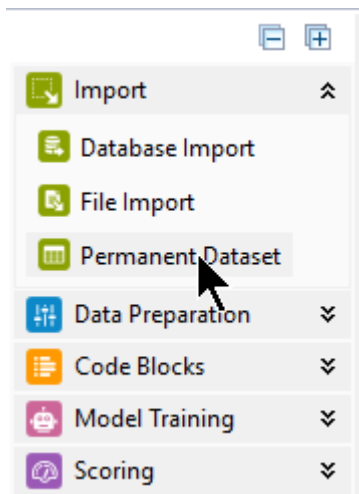 Import
Database Import
File Import
Permanent Dataset
Data Preparation
Code Blocks
Model Training
Scoring